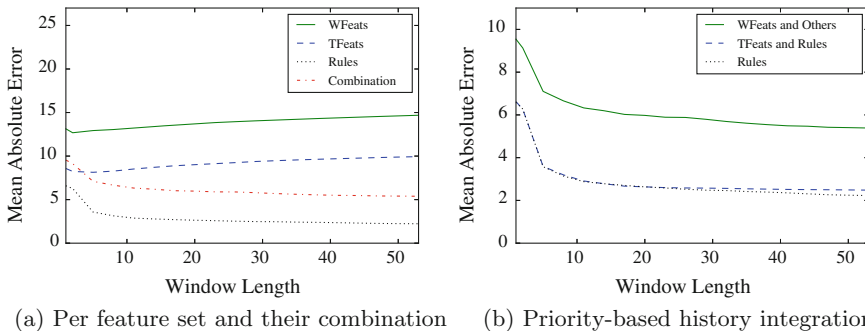 25
20
15
10
5
0
Mean Absolute Error
WFeats
TFeats
Rules
Combination
10 20 30 40 50
Window Length
(a) Per feature set and their combination
10
8
6
4
2
0
Mean Absolute Error
WFeats and Others
TFeats and Rules
Rules
10 20 30 40 50
Window Length
(b) Priority-based history integration